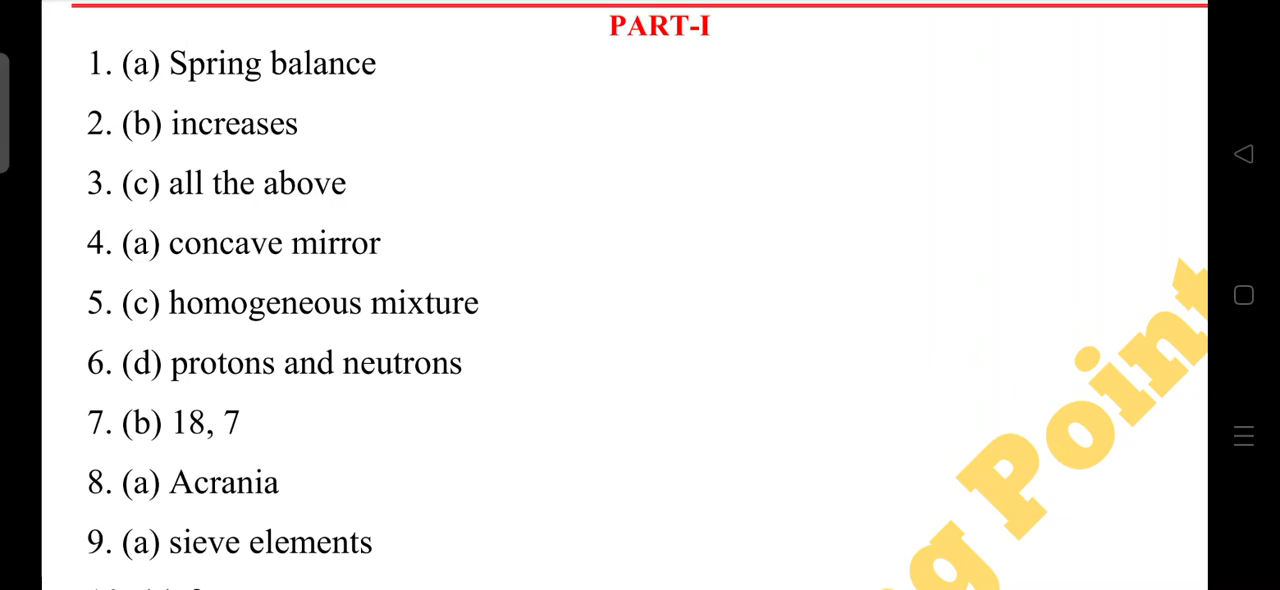 PART-I
1. (a) Spring balance
2. (b) increases
3. (c) all the above
4. (a) concave mirror
5. (c) homogeneous mixture
6. (d) protons and neutrons
7. (b) 18, 7
8. (a) Acrania
9. (a) sieve elements
g Point